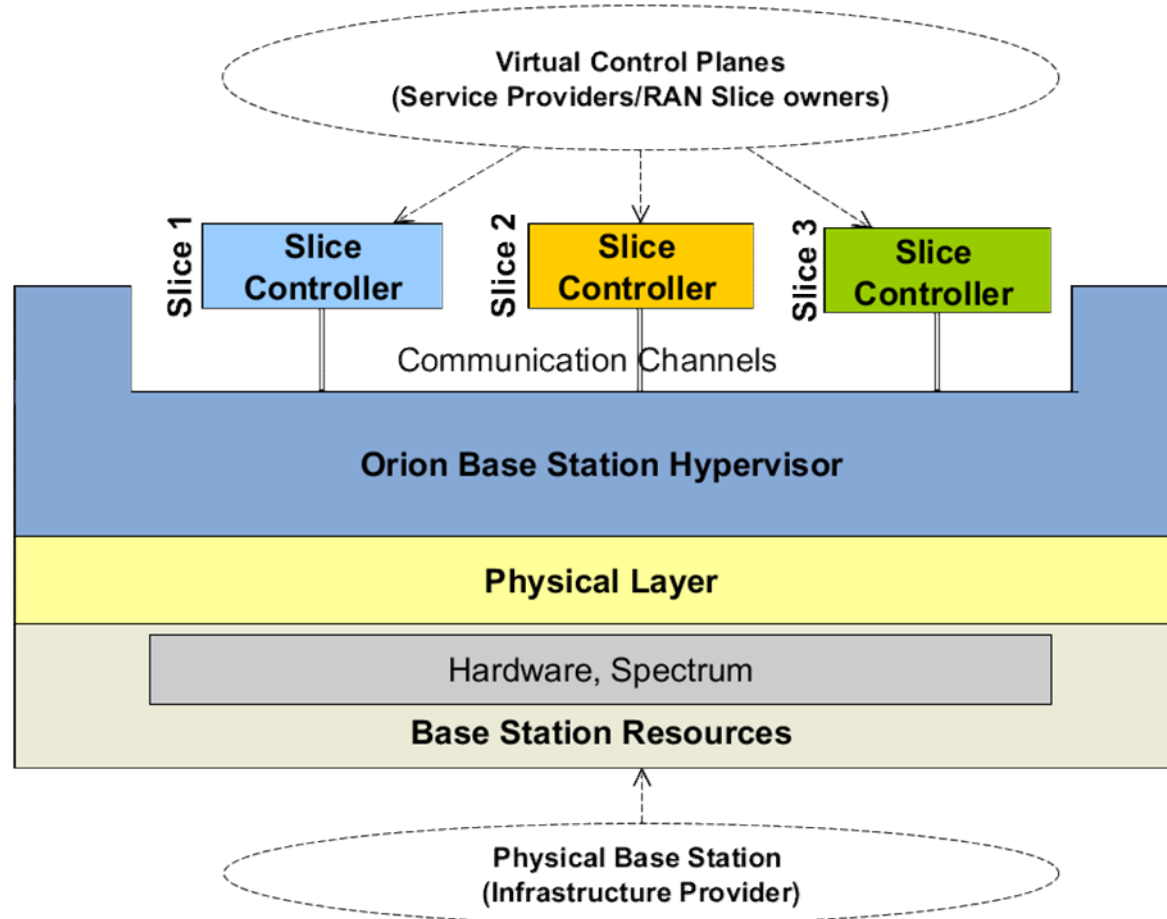 Virtual Control Planes
(Service Providers/RAN Slice owners)
Slice 1
Slice
Controller
Slice 2
Slice
Controller
Slice 3
Slice
Controller
Communication Channels
Orion Base Station Hypervisor
Physical Layer
Hardware, Spectrum
Base Station Resources
Physical Base Station
(Infrastructure Provider)